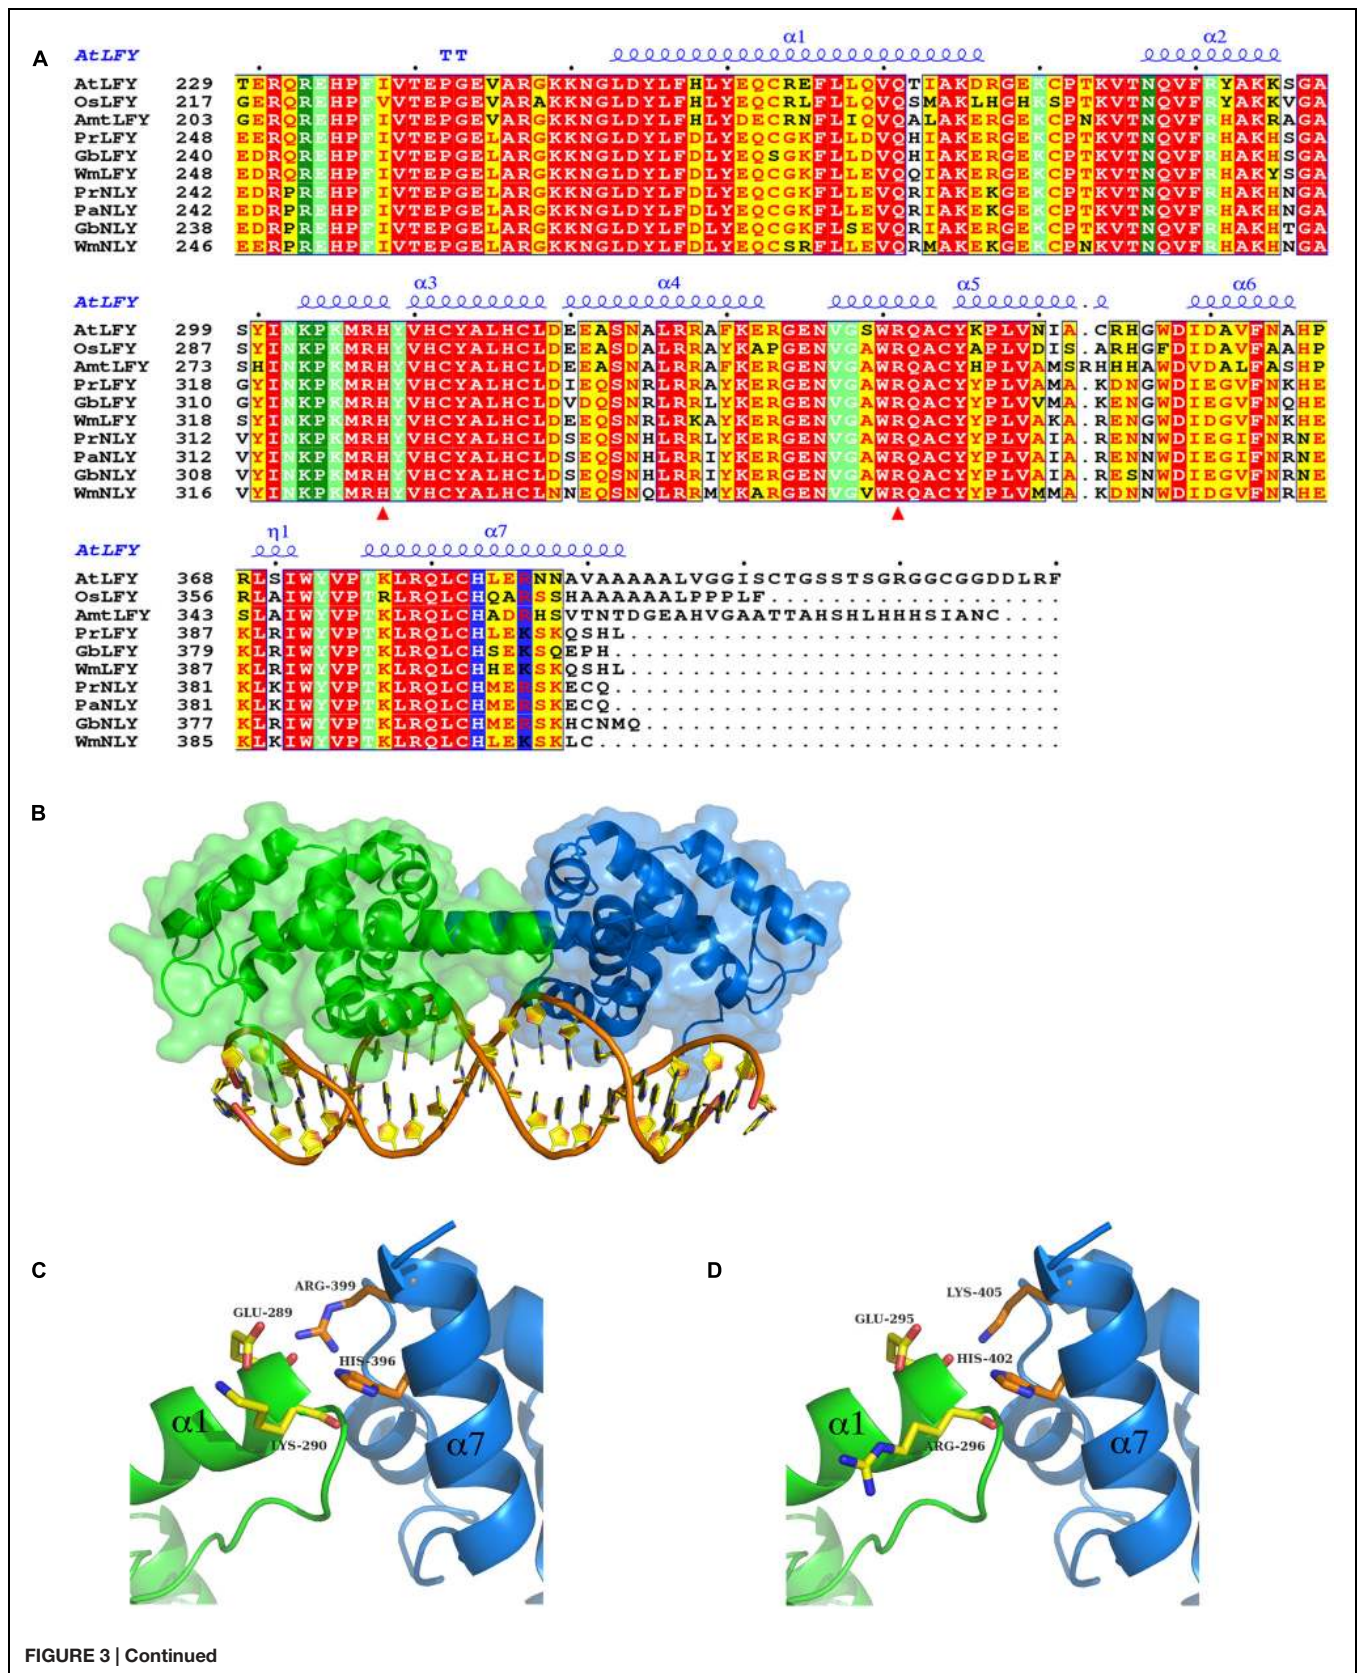 A
AtLFY TT α1 α2
AtLFY 229 TERQREHPFIVTEPGEVARGKKNGLDYLFHLYEQCREFLLQVQTIAKDRGEKCPTKVTNQVFRYAKKSGA
OsLFY 217 GERQREHPFVVTEPGEVARAKKNGLDYLFHLYEQCRLFLLQVQSMAKLHGHKSPTKVTNQVFRYAKKVGA
AmtLFY 203 GERQREHPFIVTEPGEVARGKKNGLDYLFHLYDECRNFLIQVQALAKERGEKCPNKVTNQVFRHAKRAGA
PrLFY 248 EEDRQREHPFIVTEPGELARGKKNGLDYLFDLYEQCGKFLLDVQHIAKERGEKCPTKVTNQVFRHAKHSGA
GbLFY 240 EDRQREHPFIVTEPGELARGKKNGLDYLFDLYEQSGKFLLDVQHIAKERGEKCPTKVTNQVFRHAKHSGA
WmLFY 248 EDRQREHPFIVTEPGELARGKKNGLDYLFDLYEQCGKFLLDVQQIAKERGEKCPTKVTNQVFRHAKYSGA
PrNLY 242 EDRPREHPFIVTEPGELARGKKNGLDYLFDLYEQCGKFLLEVQRIAKEKGEKCPTKVTNQVFRHAKHNGA
PaNLY 242 EDRPREHPFIVTEPGELARGKKNGLDYLFDLYEQCGKFLLEVQRIAKEKGEKCPTKVTNQVFRHAKHNGA
GbNLY 238 EDRPREHPFIVTEPGELARGKKNGLDYLFDLYEQCGKFLSEVQRIAKEKGEKCPTKVTNQVFRHAKHTGA
WmNLY 246 EERPREHPFIVTEPGELARGKKNGLDYLFDLYEQCSRFLLEVQRMAKEKGEKCPNKVTNQVFRHAKHNGA
AtLFY α3 α4 α5 α6
AtLFY 299 SYINKPKMRHYVHCYALHCLDEEASNALRRAFKERGENVGSWRQACYKPLVNIA.CRHGWDIDAVFNAHP
OsLFY 287 SYINKPKMRHYVHCYALHCLDEEASDALRRAYKAPGENVGAWRQACYAPLVDIS.ARHGFDIDAVFAAHP
AmtLFY 273 SHINKPKMRHYVHCYALHCLDEEASNALRRAFKERGENVGAWRQACYHPLVAMSRHHHAWDVDALFASHP
PrLFY 318 GYINKPKMRHYVHCYALHCLDIEQSNRLRRAYKERGENVGAWRQACYYPLVAMA.KDNGWDIEGVFNKHE
GbLFY 310 GYINKPKMRHYVHCYALHCLDVDQSNRLRRLYKERGENVGAWRQACYYPLVVMA.KENGWDIEGVFNQHE
WmLFY 318 SYINKPKMRHYVHCYALHCLDEEQSNRLRKAYKERGENVGAWRQACYYPLVAKA.RENGWDIEGVFNKHE
PrNLY 312 VYINKPKMRHYVHCYALHCLDSEQSNHLRRLYKERGENVGAWRQACYYPLVAIA.RENNWDIEGIFNRNE
PaNLY 312 VYINKPKMRHYVHCYALHCLDSEQSNHLRRIYKERGENVGAWRQACYYPLVAIA.RENNWDIEGIFNRNE
GbNLY 308 VYINKPKMRHYVHCYALHCLDSEQSNHLRRIYKERGENVGAWRQACYYPLVAIA.RESNWDIEGIFNRNE
WmNLY 316 VYINKPKMRHYVHCYALHCLNNEQSNQLRRMYKARGENVGVWRQACYYPLVMMA.KDNNWDIDGVFNRHE
AtLFY η1 α7
AtLFY 368 RLSIWYVPTKLRQLCHLERNNAVAAAAALVGGISCTGSSTSGRGGCGGDDLRF
OsLFY 356 RLAIWYVPTRLRQLCHQARSSHAAAAAALPPPLF...................
AmtLFY 343 SLAIWYVPTKLRQLCHADRHSVTNTDGEAHVGAATTAHSHLHHHSIANC....
PrLFY 387 KLRIWYVPTKLRQLCHLEKSKQSHL............................
GbLFY 379 KLRIWYVPTKLRQLCHSEKSQEPH.............................
WmLFY 387 KLRIWYVPTKLRQLCHHEKSKQSHL............................
PrNLY 381 KLKIWYVPTKLRQLCHMERSKECQ.............................
PaNLY 381 KLKIWYVPTKLRQLCHMERSKECQ.............................
GbNLY 377 KLRIWYVPTKLRQLCHMERSKHCNMQ...........................
WmNLY 385 KLKIWYVPTKLRQLCHLEKSKLC..............................
B
C
ARG-399
GLU-289
HIS-396
α1
LYS-290
α7
D
LYS-405
GLU-295
HIS-402
α1
ARG-296
α7
FIGURE 3 | Continued